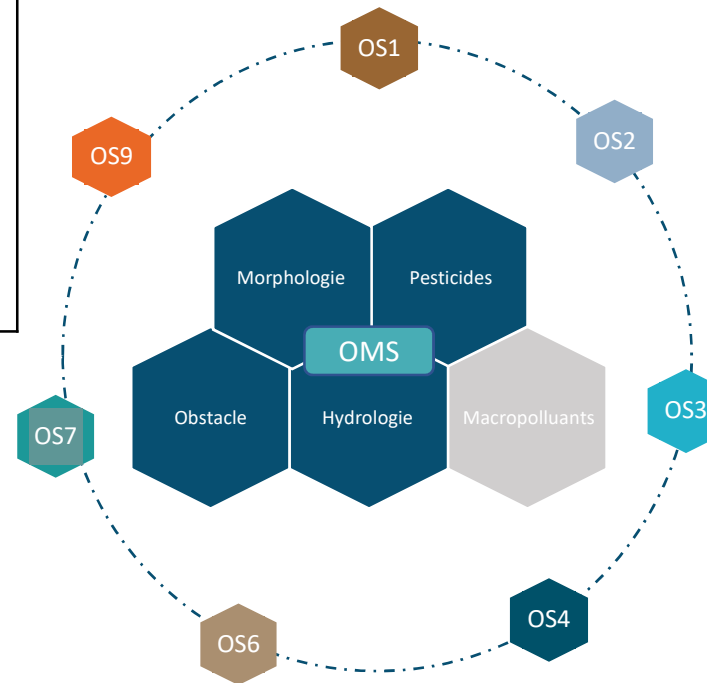 OS1
OS2
OS9
Morphologie
Pesticides
OMS
Obstacle
Hydrologie
Macropolluants
OS3
OS7
OS4
OS6